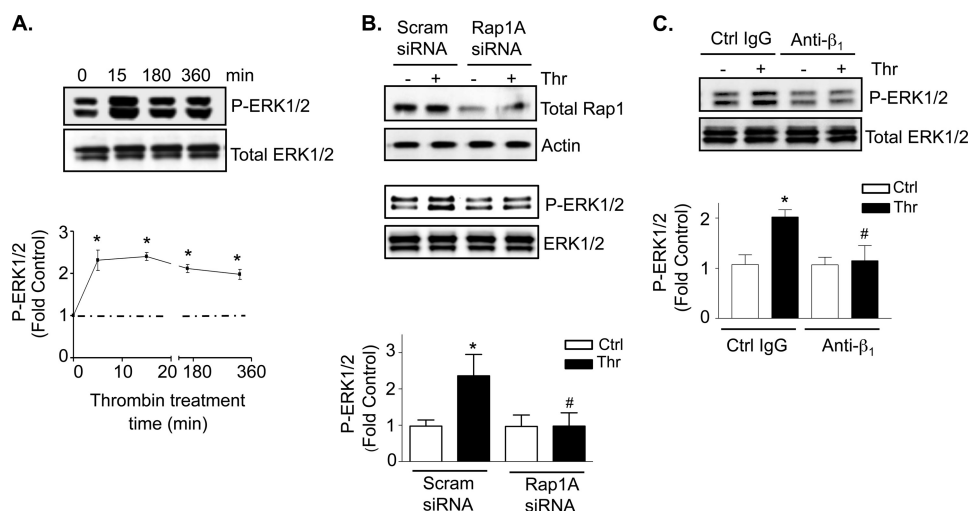 A.
0 15 180 360 min
P-ERK1/2
Total ERK1/2
P-ERK1/2
(Fold Control)
3
2
1
0
* * * *
0 10 20 180 360
Thrombin treatment
time (min)
B.
Scram
siRNA
Rap1A
siRNA
- + - + Thr
Total Rap1
Actin
P-ERK1/2
ERK1/2
P-ERK1/2
(Fold Control)
3
2
1
0
*
#
Ctrl
Thr
Scram
siRNA
Rap1A
siRNA
C.
Ctrl IgG Anti-β₁
- + - + Thr
P-ERK1/2
Total ERK1/2
P-ERK1/2
(Fold Control)
2
1
0
*
#
Ctrl
Thr
Ctrl IgG Anti-β₁